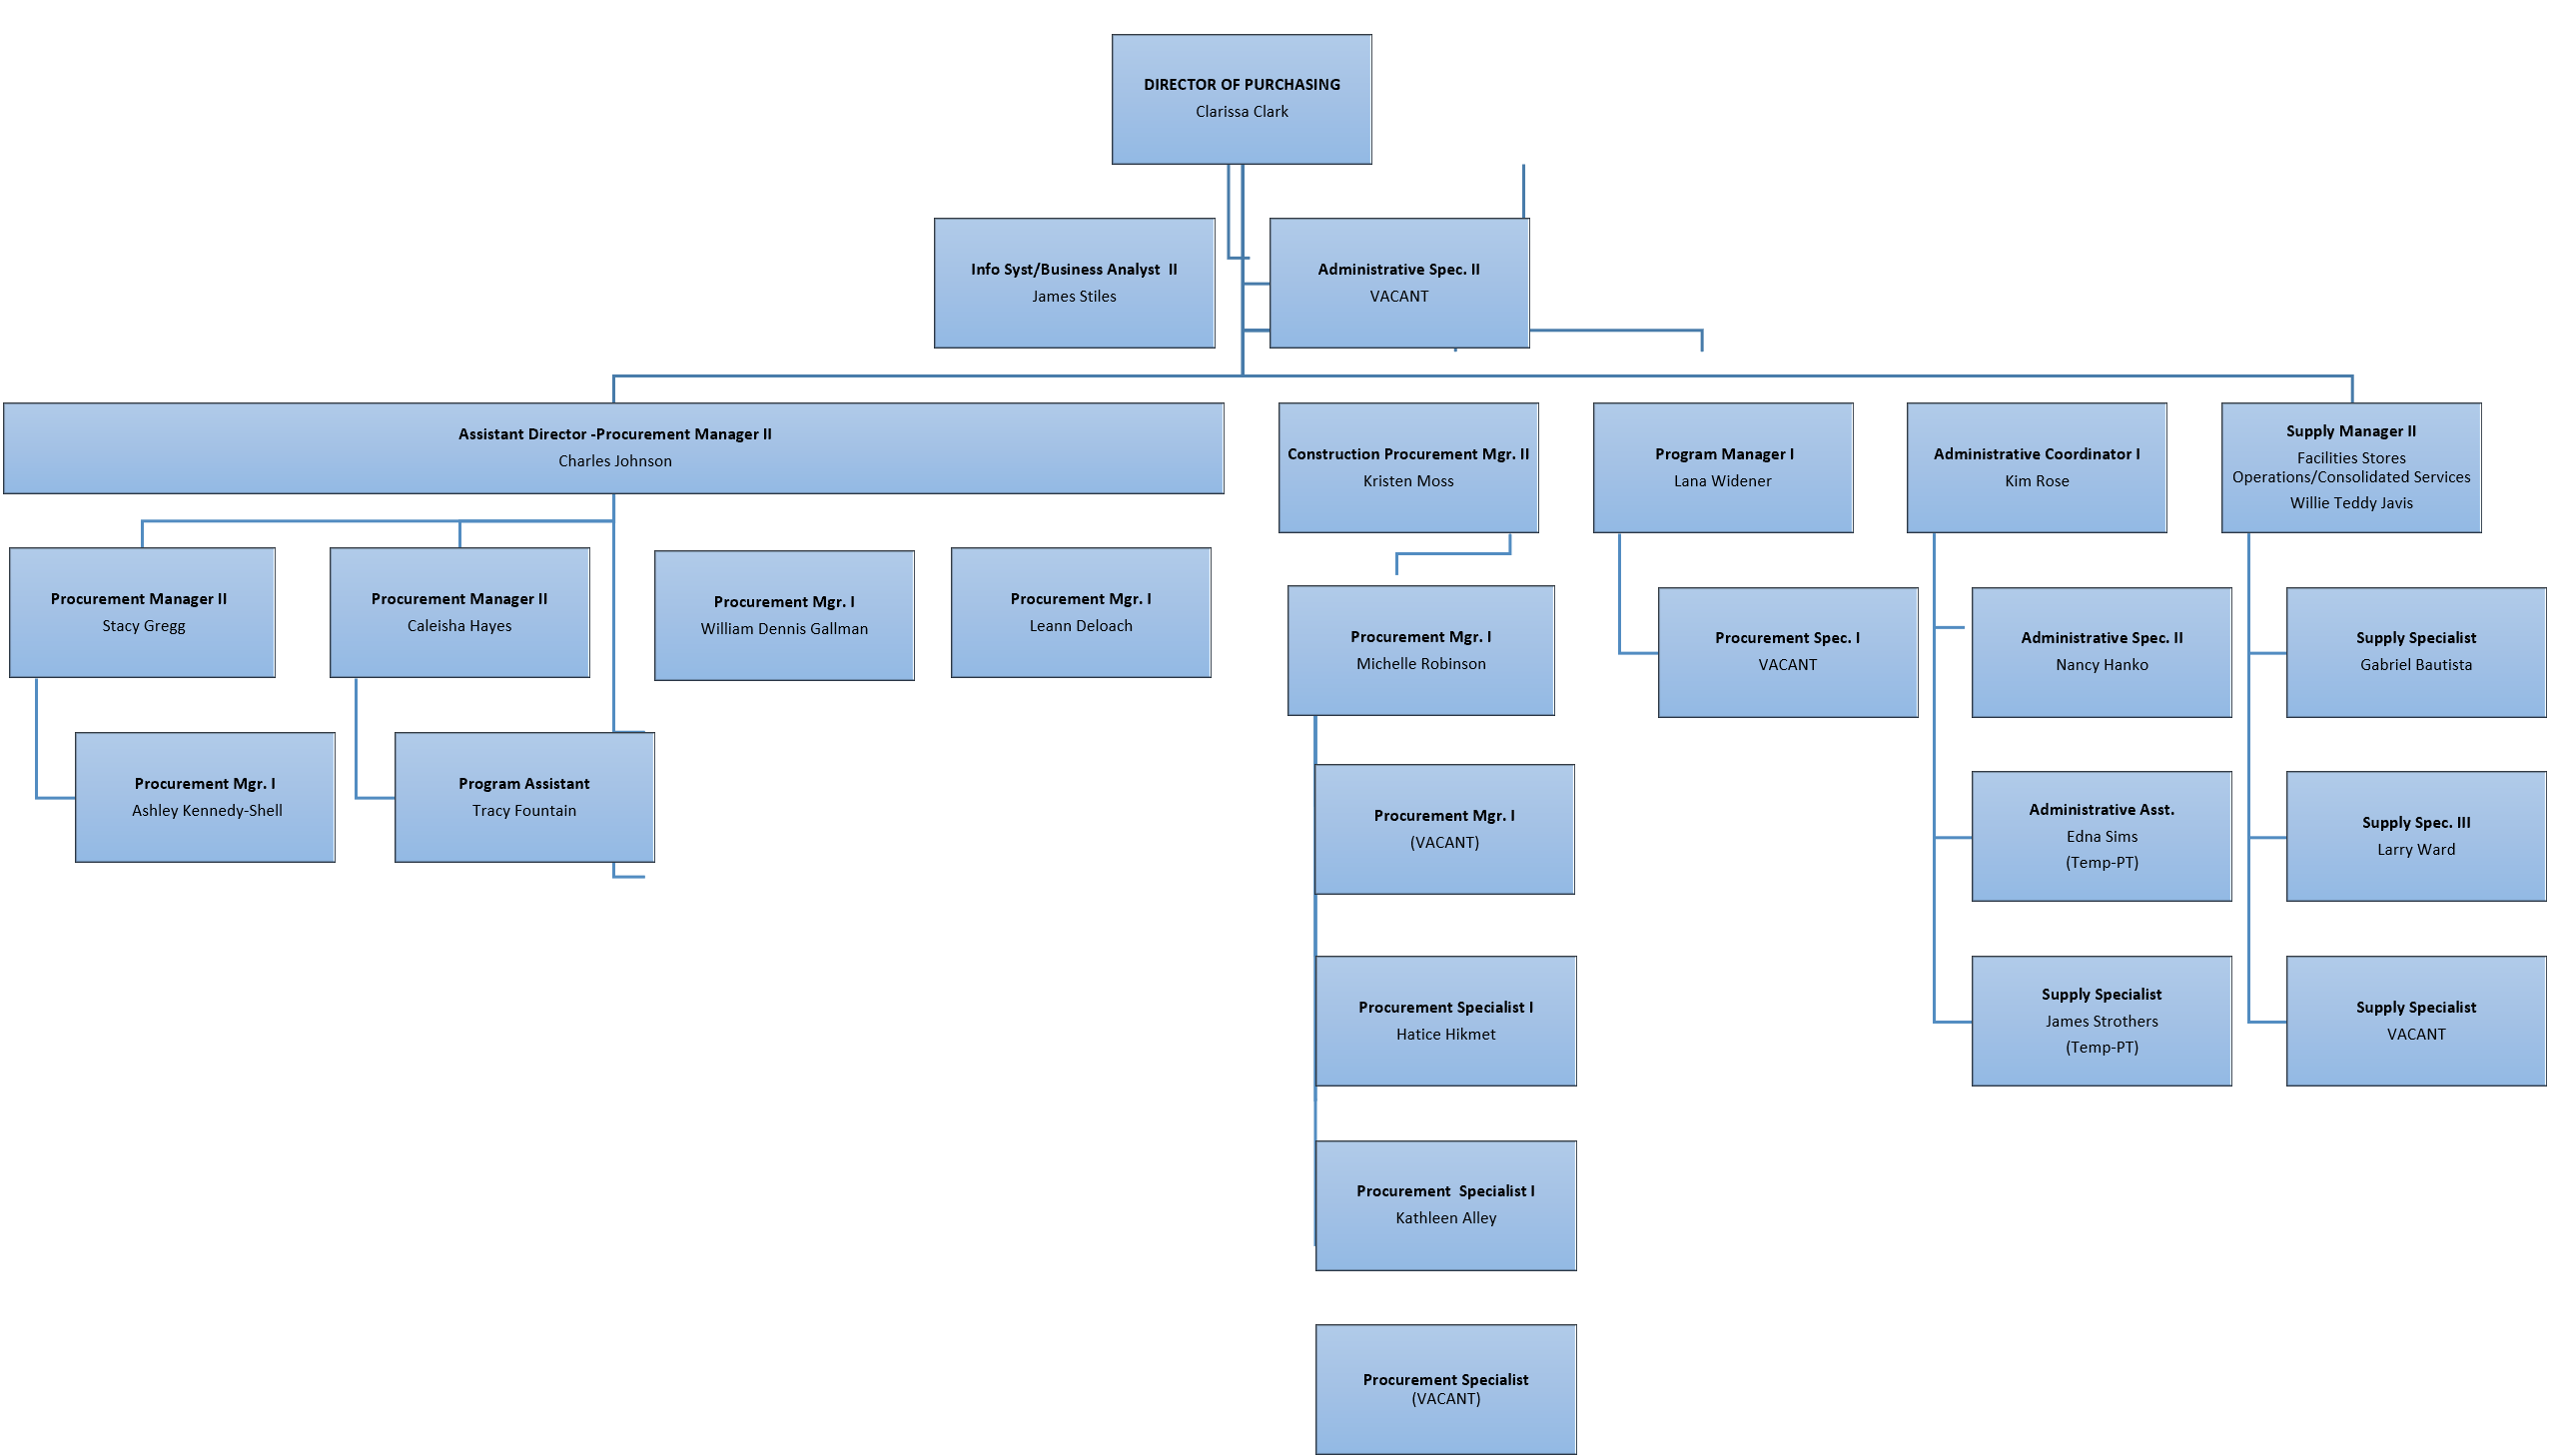 DIRECTOR OF PURCHASING
Clarissa Clark
Info Syst/Business Analyst  II
James Stiles
Administrative Spec. II
VACANT
Assistant Director -Procurement Manager II
Charles Johnson
Construction Procurement Mgr. II
Kristen Moss
Program Manager I
Lana Widener
Administrative Coordinator I
Kim Rose
Supply Manager II
Facilities Stores
Operations/Consolidated Services
Willie Teddy Javis
Procurement Manager II
Stacy Gregg
Procurement Manager II
Caleisha Hayes
Procurement Mgr. I
William Dennis Gallman
Procurement Mgr. I
Leann Deloach
Procurement Mgr. I
Michelle Robinson
Procurement Spec. I
VACANT
Administrative Spec. II
Nancy Hanko
Supply Specialist
Gabriel Bautista
Procurement Mgr. I
Ashley Kennedy-Shell
Program Assistant
Tracy Fountain
Procurement Mgr. I
(VACANT)
Administrative Asst.
Edna Sims
(Temp-PT)
Supply Spec. III
Larry Ward
Procurement Specialist I
Hatice Hikmet
Supply Specialist
James Strothers
(Temp-PT)
Supply Specialist
VACANT
Procurement  Specialist I
Kathleen Alley
Procurement Specialist
(VACANT)